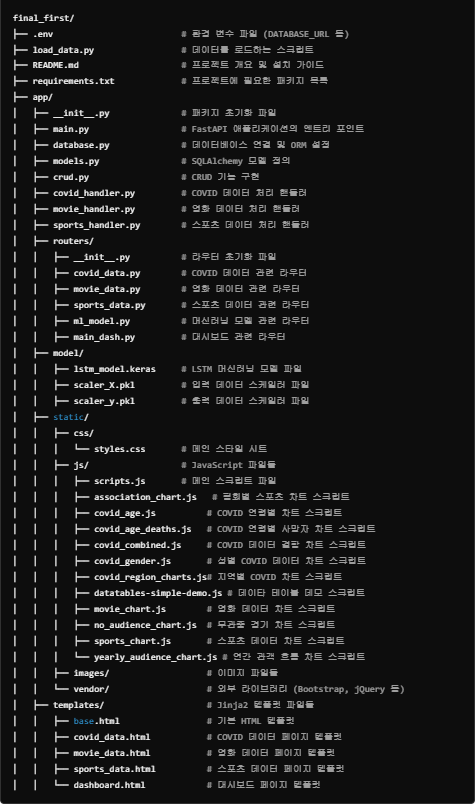 final_first/
├── .env # 환경 변수 파일 (DATABASE_URL 등)
├── load_data.py # 데이터를 로드하는 스크립트
├── README.md # 프로젝트 개요 및 설치 가이드
├── requirements.txt # 프로젝트에 필요한 패키지 목록
├── app/
│ ├── __init__.py # 패키지 초기화 파일
│ ├── main.py # FastAPI 애플리케이션의 엔트리 포인트
│ ├── database.py # 데이터베이스 연결 및 ORM 설정
│ ├── models.py # SQLAlchemy 모델 정의
│ ├── crud.py # CRUD 기능 구현
│ ├── covid_handler.py # COVID 데이터 처리 핸들러
│ ├── movie_handler.py # 영화 데이터 처리 핸들러
│ ├── sports_handler.py # 스포츠 데이터 처리 핸들러
│ ├── routers/
│ │ ├── __init__.py # 라우터 초기화 파일
│ │ ├── covid_data.py # COVID 데이터 관련 라우터
│ │ ├── movie_data.py # 영화 데이터 관련 라우터
│ │ ├── sports_data.py # 스포츠 데이터 관련 라우터
│ │ ├── ml_model.py # 머신러닝 모델 관련 라우터
│ │ ├── main_dash.py # 대시보드 관련 라우터
│ ├── model/
│ │ ├── lstm_model.keras # LSTM 머신러닝 모델 파일
│ │ ├── scaler_X.pkl # 입력 데이터 스케일러 파일
│ │ ├── scaler_y.pkl # 출력 데이터 스케일러 파일
│ ├── static/
│ │ ├── css/
│ │ │ └── styles.css # 메인 스타일 시트
│ │ ├── js/ # JavaScript 파일들
│ │ │ ├── scripts.js # 메인 스크립트 파일
│ │ │ ├── association_chart.js # 협회별 스포츠 차트 스크립트
│ │ │ ├── covid_age.js # COVID 연령별 차트 스크립트
│ │ │ ├── covid_age_deaths.js # COVID 연령별 사망자 차트 스크립트
│ │ │ ├── covid_combined.js # COVID 데이터 결합 차트 스크립트
│ │ │ ├── covid_gender.js # 성별 COVID 데이터 차트 스크립트
│ │ │ ├── covid_region_charts.js# 지역별 COVID 차트 스크립트
│ │ │ ├── datatables-simple-demo.js # 데이타 테이블 데모 스크립트
│ │ │ ├── movie_chart.js # 영화 데이터 차트 스크립트
│ │ │ ├── no_audience_chart.js # 무관중 경기 차트 스크립트
│ │ │ ├── sports_chart.js # 스포츠 데이터 차트 스크립트
│ │ │ └── yearly_audience_chart.js # 연간 관객 흐름 차트 스크립트
│ │ ├── images/ # 이미지 파일들
│ │ └── vendor/ # 외부 라이브러리 (Bootstrap, jQuery 등)
│ ├── templates/ # Jinja2 템플릿 파일들
│ │ ├── base.html # 기본 HTML 템플릿
│ │ ├── covid_data.html # COVID 데이터 페이지 템플릿
│ │ ├── movie_data.html # 영화 데이터 페이지 템플릿
│ │ ├── sports_data.html # 스포츠 데이터 페이지 템플릿
│ │ └── dashboard.html # 대시보드 페이지 템플릿